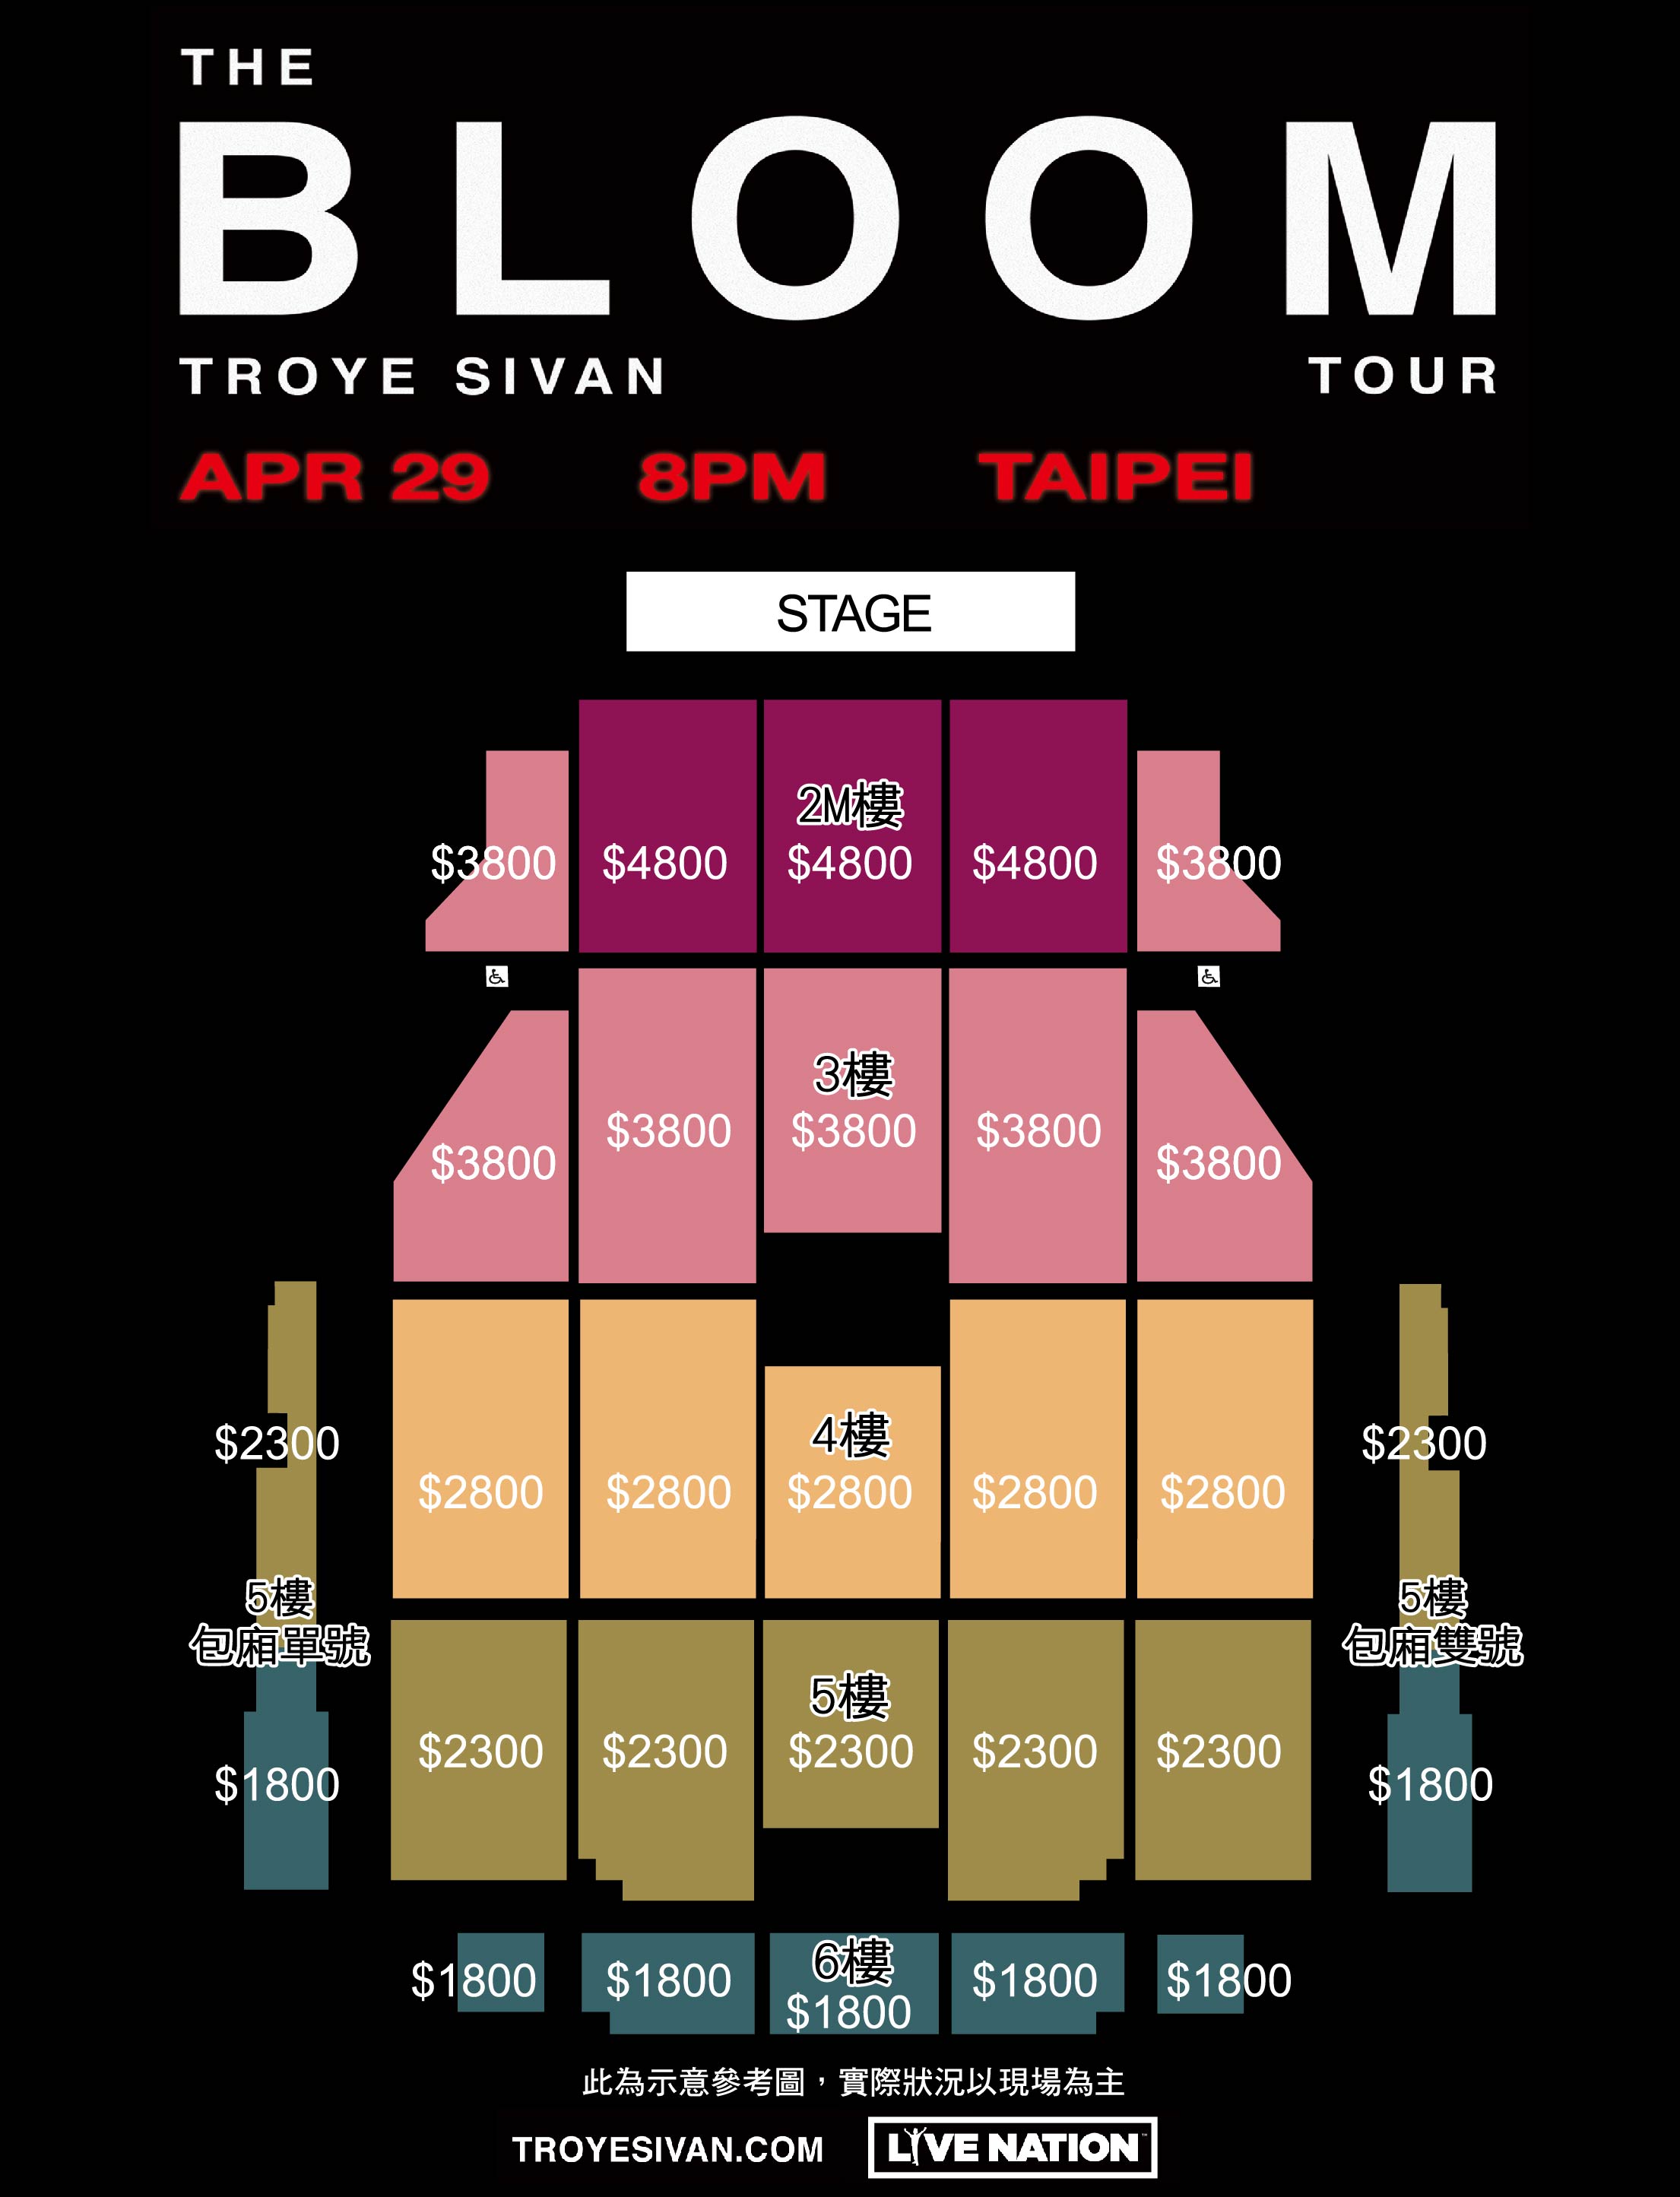 THE
BLOOM
TROYE SIVAN TOUR
APR 29 8PM TAIPEI
STAGE
2M樓
$3800 $4800 $4800 $4800 $3800
3樓
$3800 $3800 $3800
$3800 $3800
4樓
$2300 $2300
$2800 $2800 $2800 $2800 $2800
5樓 5樓
包廂單號 包廂雙號
5樓
$2300 $2300 $2300 $2300 $2300
$1800 $1800
6樓
$1800 $1800 $1800 $1800
$1800
此為示意參考圖，實際狀況以現場為主
TROYESIVAN.COM LIVE NATION™